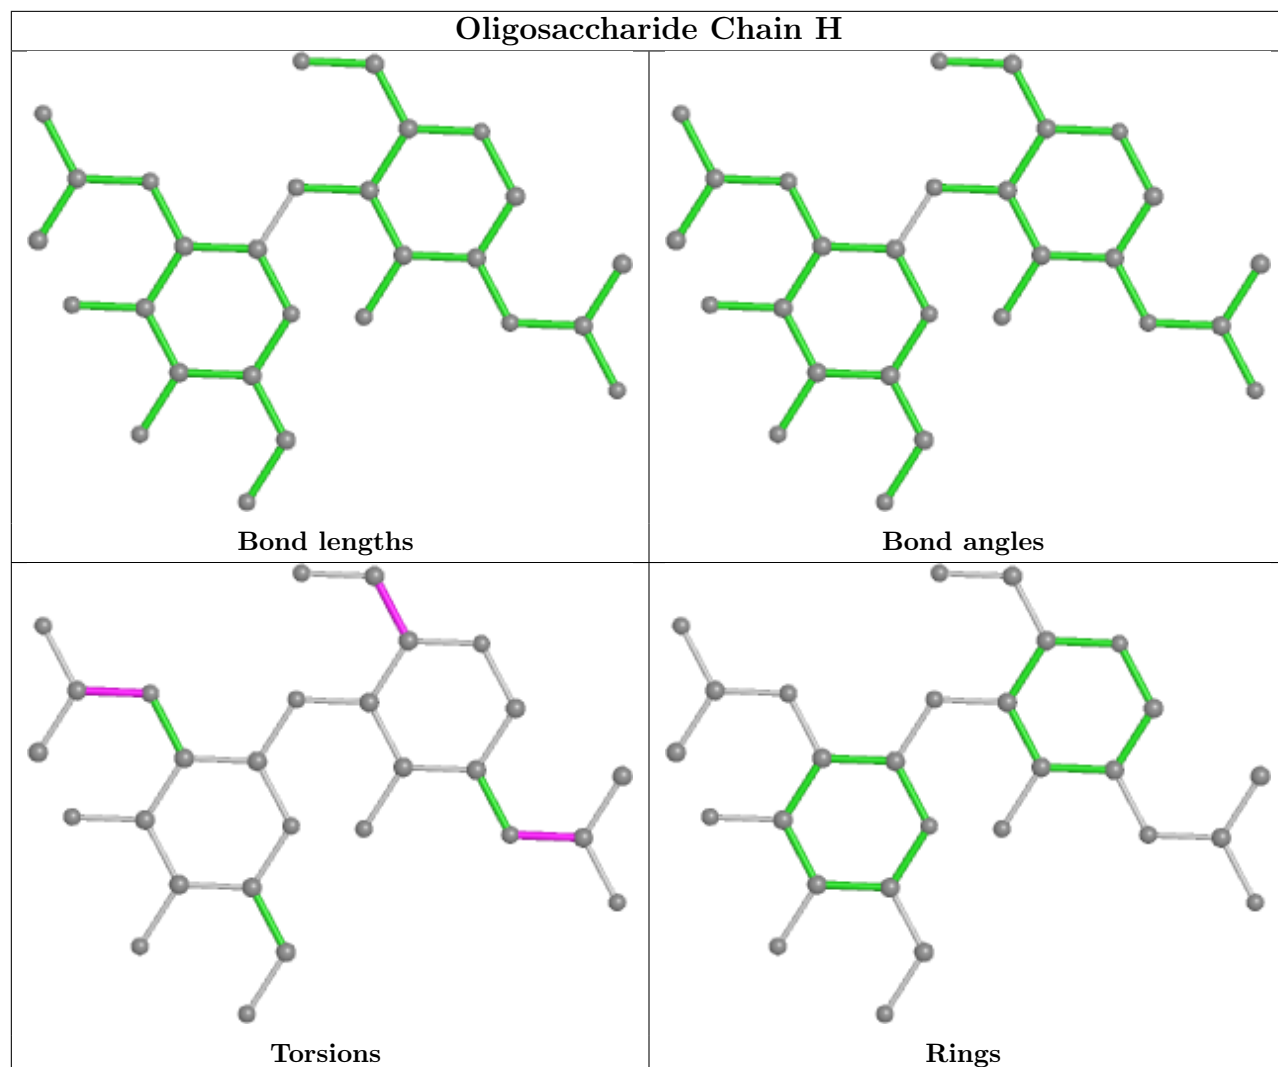 Oligosaccharide Chain H
Bond lengths
Bond angles
Torsions
Rings